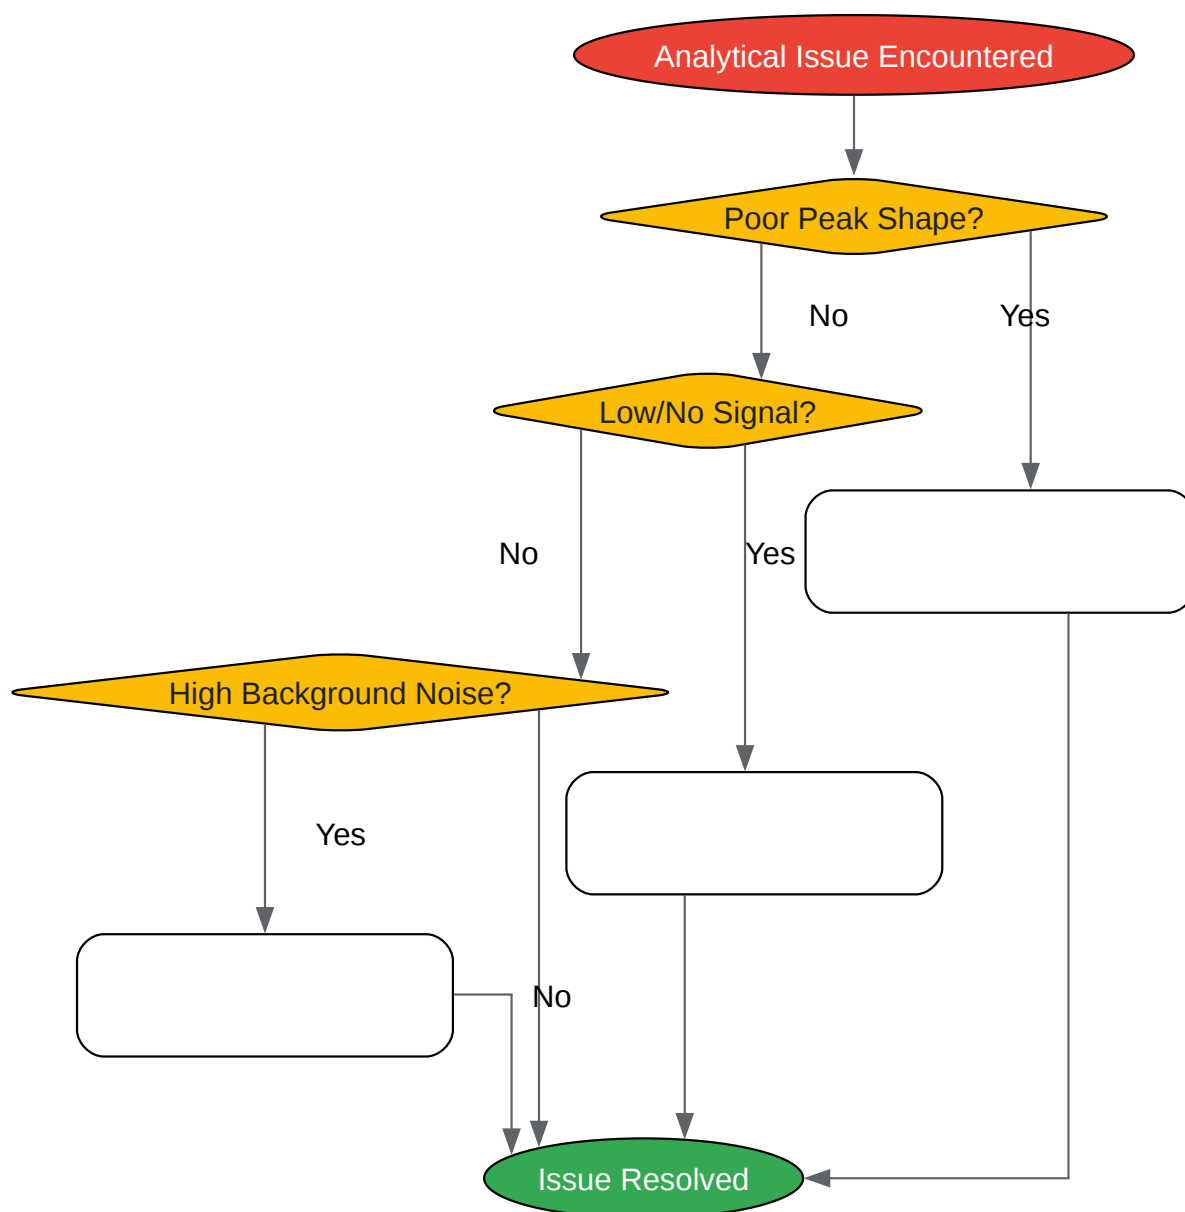 Analytical Issue Encountered
Poor Peak Shape?
No
Yes
Low/No Signal?
No
Yes
High Background Noise?
Yes
No
Issue Resolved